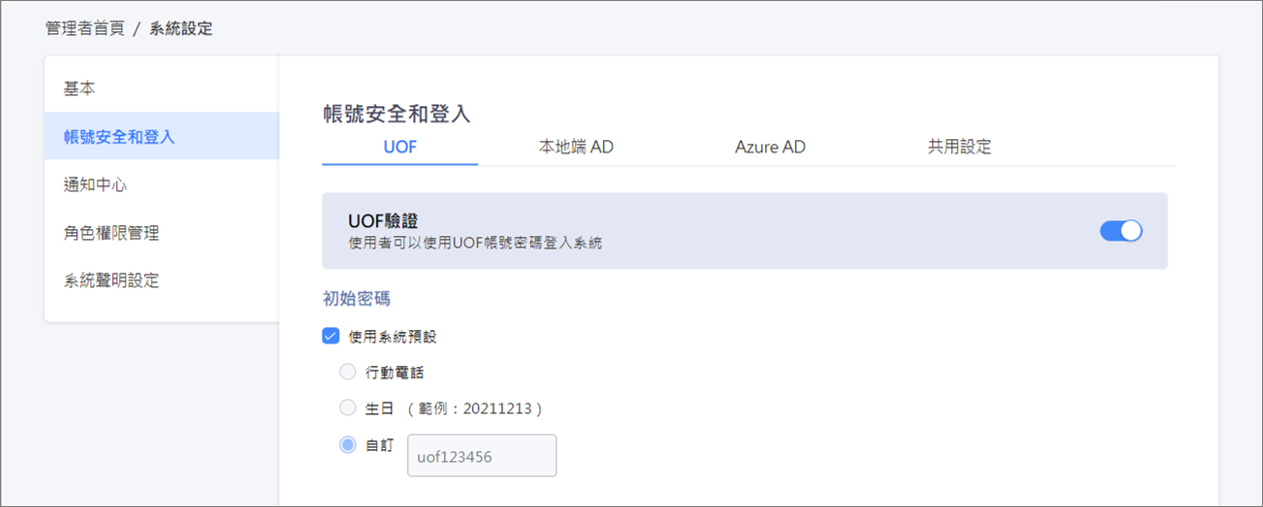 管理者首頁 / 系統設定
基本
帳號安全和登入
通知中心
角色權限管理
系統聲明設定
帳號安全和登入
UOF 本地端 AD Azure AD 共用設定
UOF驗證
使用者可以使用UOF帳號密碼登入系統
初始密碼
使用系統預設
行動電話
生日 （範例：20211213）
自訂 uof123456